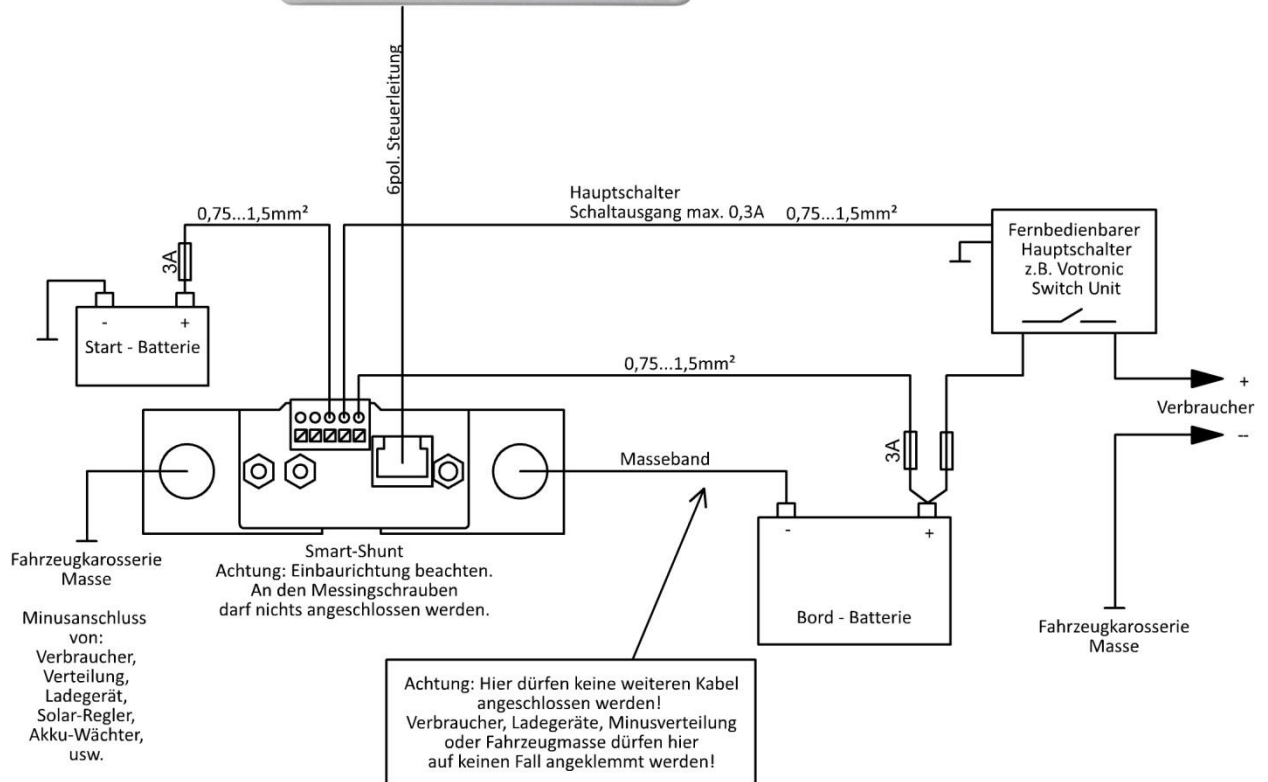 6pol. Steuerleitung
Hauptschalter
Schaltausgang max. 0,3A
0,75...1,5mm²
0,75...1,5mm²
3A
- +
Start - Batterie
Fernbedienbarer
Hauptschalter
z.B. Votronic
Switch Unit
0,75...1,5mm²
+
Verbraucher
--
3A
Masseband
- +
Bord - Batterie
Fahrzeugkarosserie
Masse
Smart-Shunt
Achtung: Einbaurichtung beachten.
An den Messingschrauben
darf nichts angeschlossen werden.
Fahrzeugkarosserie
Masse
Minusanschluss
von:
Verbraucher,
Verteilung,
Ladegerät,
Solar-Regler,
Akku-Wächter,
usw.
Achtung: Hier dürfen keine weiteren Kabel
angeschlossen werden!
Verbraucher, Ladegeräte, Minusverteilung
oder Fahrzeugmasse dürfen hier
auf keinen Fall angeklemmt werden!